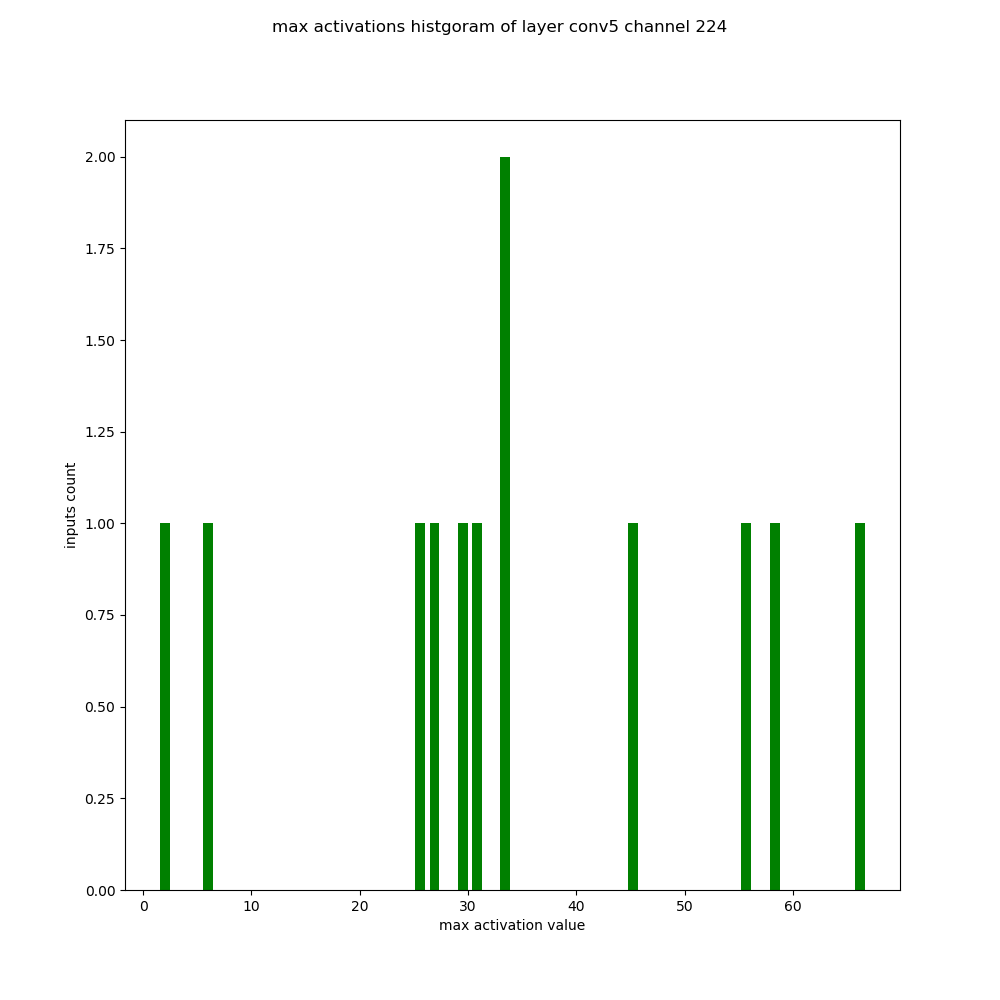 max activations histgoram of layer conv5 channel 224
2.00
1.75
1.50
1.25
1.00
0.75
0.50
0.25
0.00
inputs count
0 10 20 30 40 50 60
max activation value